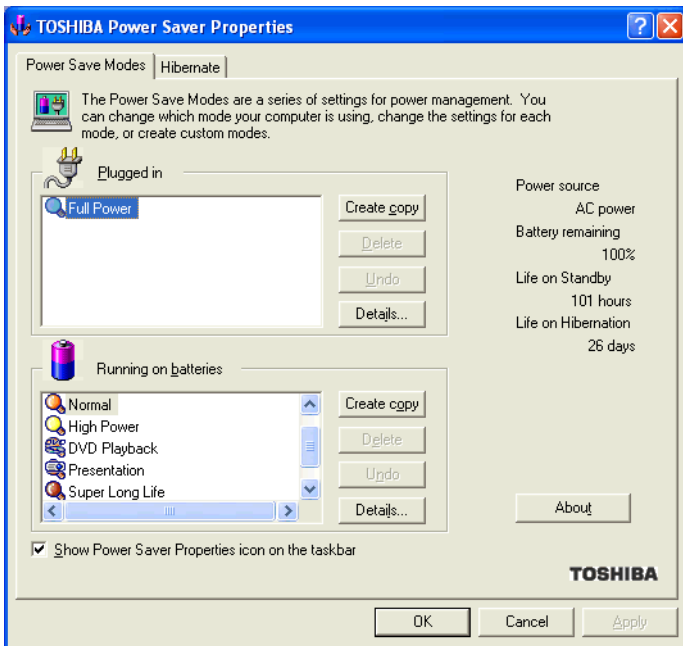 TOSHIBA Power Saver Properties
Power Save Modes
Hibernate
The Power Save Modes are a series of settings for power management. You
can change which mode your computer is using, change the settings for each
mode, or create custom modes.
Plugged in
Full Power
Create copy
Delete
Undo
Details...
Running on batteries
Normal
High Power
DVD Playback
Presentation
Super Long Life
Create copy
Delete
Undo
Details...
Power source
AC power
Battery remaining
100%
Life on Standby
101 hours
Life on Hibernation
26 days
About
Show Power Saver Properties icon on the taskbar
TOSHIBA
OK
Cancel
Apply